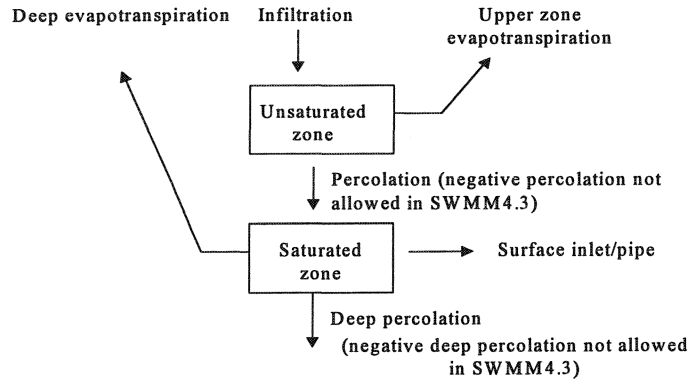 Deep evapotranspiration
Infiltration
Upper zone
evapotranspiration
Unsaturated
zone
Percolation (negative percolation not
allowed in SWMM4.3)
Saturated
zone
Surface inlet/pipe
Deep percolation
(negative deep percolation not allowed
in SWMM4.3)